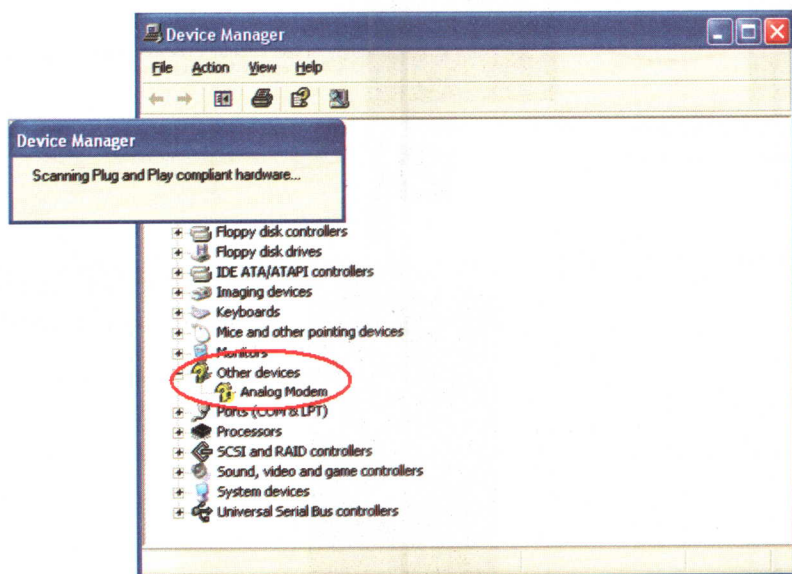 Device Manager
File Action View Help
Device Manager
Scanning Plug and Play compliant hardware...
Floppy disk controllers
Floppy disk drives
IDE ATA/ATAPI controllers
Imaging devices
Keyboards
Mice and other pointing devices
Monitors
Other devices
Analog Modem
Ports (COM & LPT)
Processors
SCSI and RAID controllers
Sound, video and game controllers
System devices
Universal Serial Bus controllers